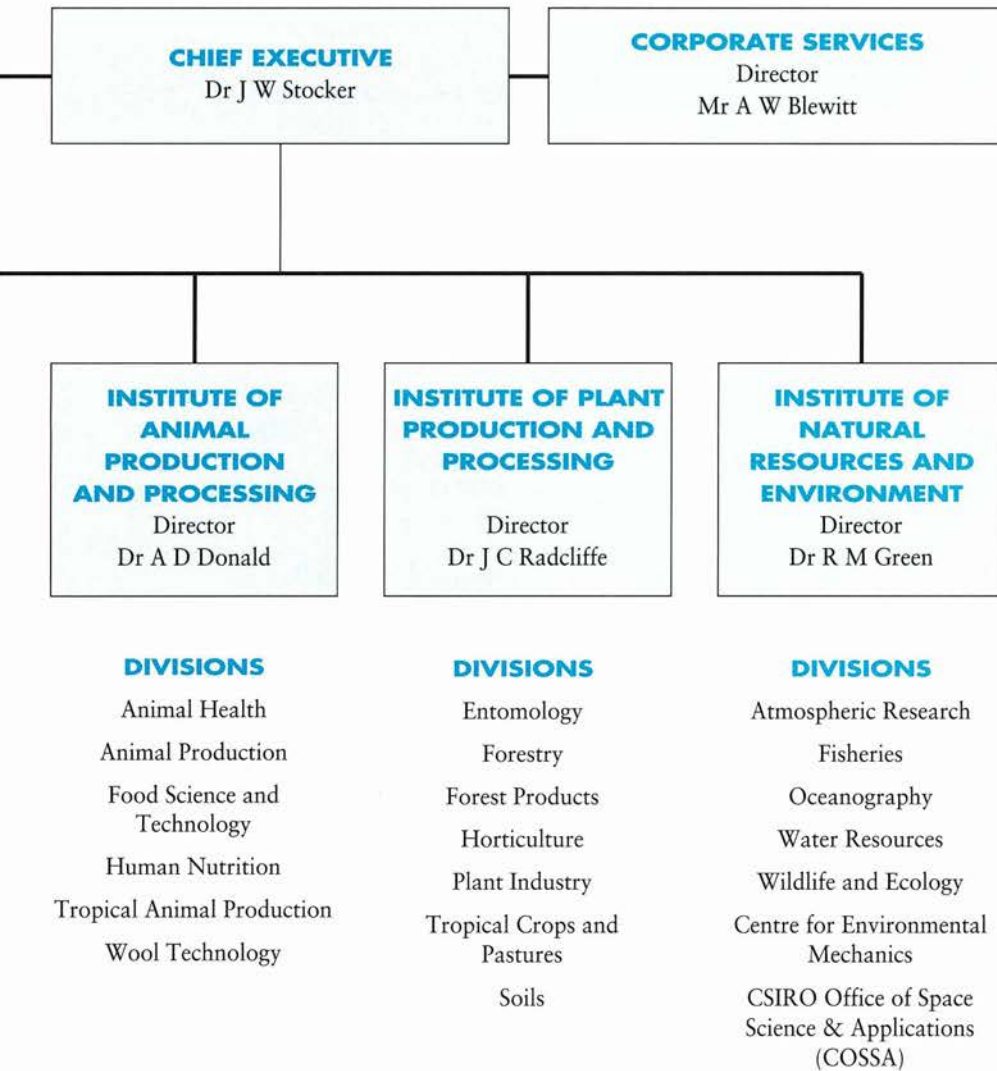 CHIEF EXECUTIVE
Dr J W Stocker
CORPORATE SERVICES
Director
Mr A W Blewitt
INSTITUTE OF
ANIMAL
PRODUCTION
AND PROCESSING
Director
Dr A D Donald
INSTITUTE OF PLANT
PRODUCTION AND
PROCESSING
Director
Dr J C Radcliffe
INSTITUTE OF
NATURAL
RESOURCES AND
ENVIRONMENT
Director
Dr R M Green
DIVISIONS
Animal Health
Animal Production
Food Science and
Technology
Human Nutrition
Tropical Animal Production
Wool Technology
DIVISIONS
Entomology
Forestry
Forest Products
Horticulture
Plant Industry
Tropical Crops and
Pastures
Soils
DIVISIONS
Atmospheric Research
Fisheries
Oceanography
Water Resources
Wildlife and Ecology
Centre for Environmental
Mechanics
CSIRO Office of Space
Science & Applications
(COSSA)